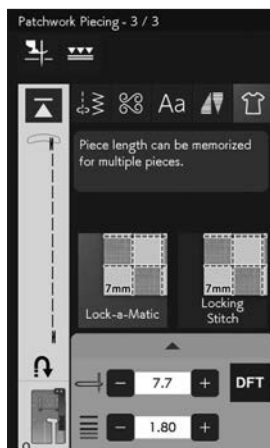 Patchwork Piecing - 3 / 3
Aa
Piece length can be memorized
for multiple pieces.
7mm
7mm
Lock-a-Matic
Locking
Stitch
7.7
DFT
1.80